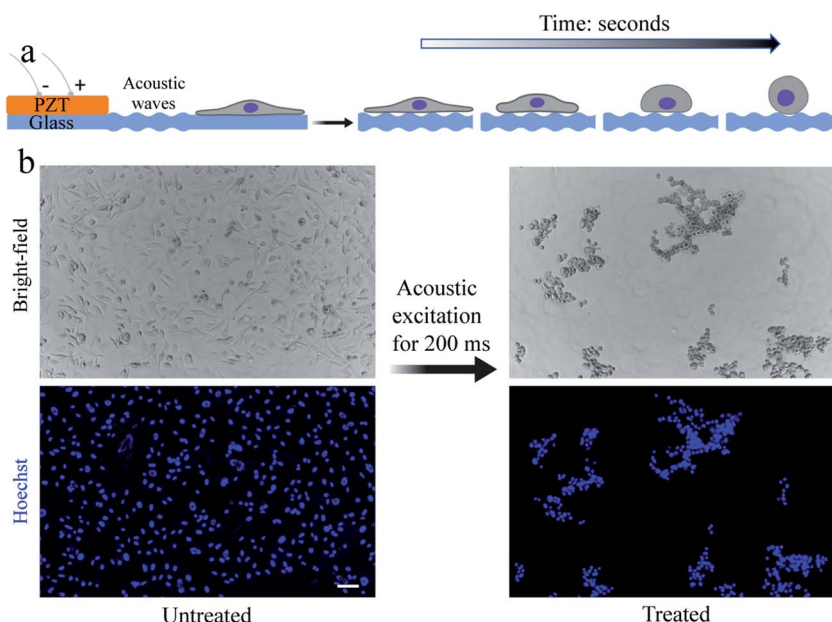 Time: seconds
a
- +
PZT
Glass
Acoustic
waves
b
Bright-field
Acoustic
excitation
for 200 ms
Hoechst
Untreated
Treated